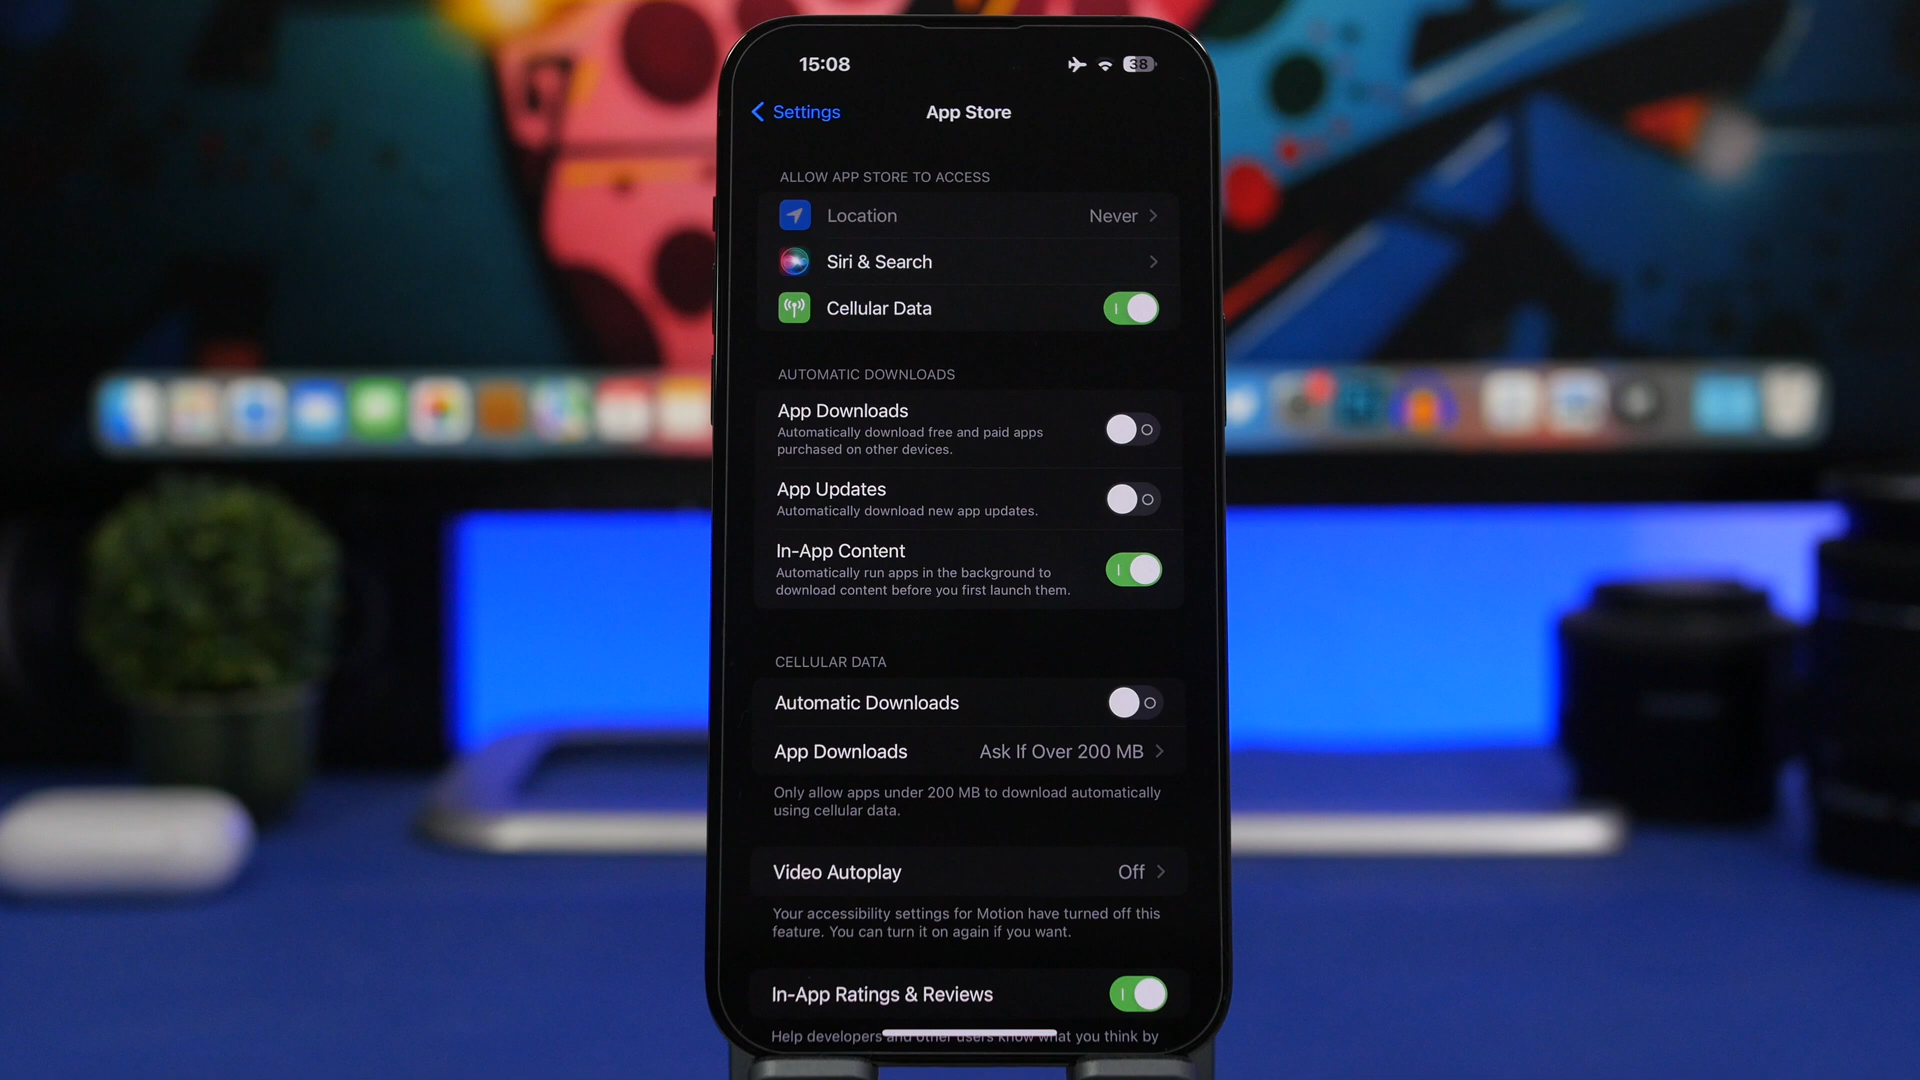 15:08
38
Settings
App Store
ALLOW APP STORE TO ACCESS
Location
Never
Siri & Search
Cellular Data
AUTOMATIC DOWNLOADS
App Downloads
Automatically download free and paid apps
purchased on other devices.
App Updates
Automatically download new app updates.
In-App Content
Automatically run apps in the background to
download content before you first launch them.
CELLULAR DATA
Automatic Downloads
App Downloads
Ask If Over 200 MB
Only allow apps under 200 MB to download automatically
using cellular data.
Video Autoplay
Off
Your accessibility settings for Motion have turned off this
feature. You can turn it on again if you want.
In-App Ratings & Reviews
Help developers and other users know what you think by